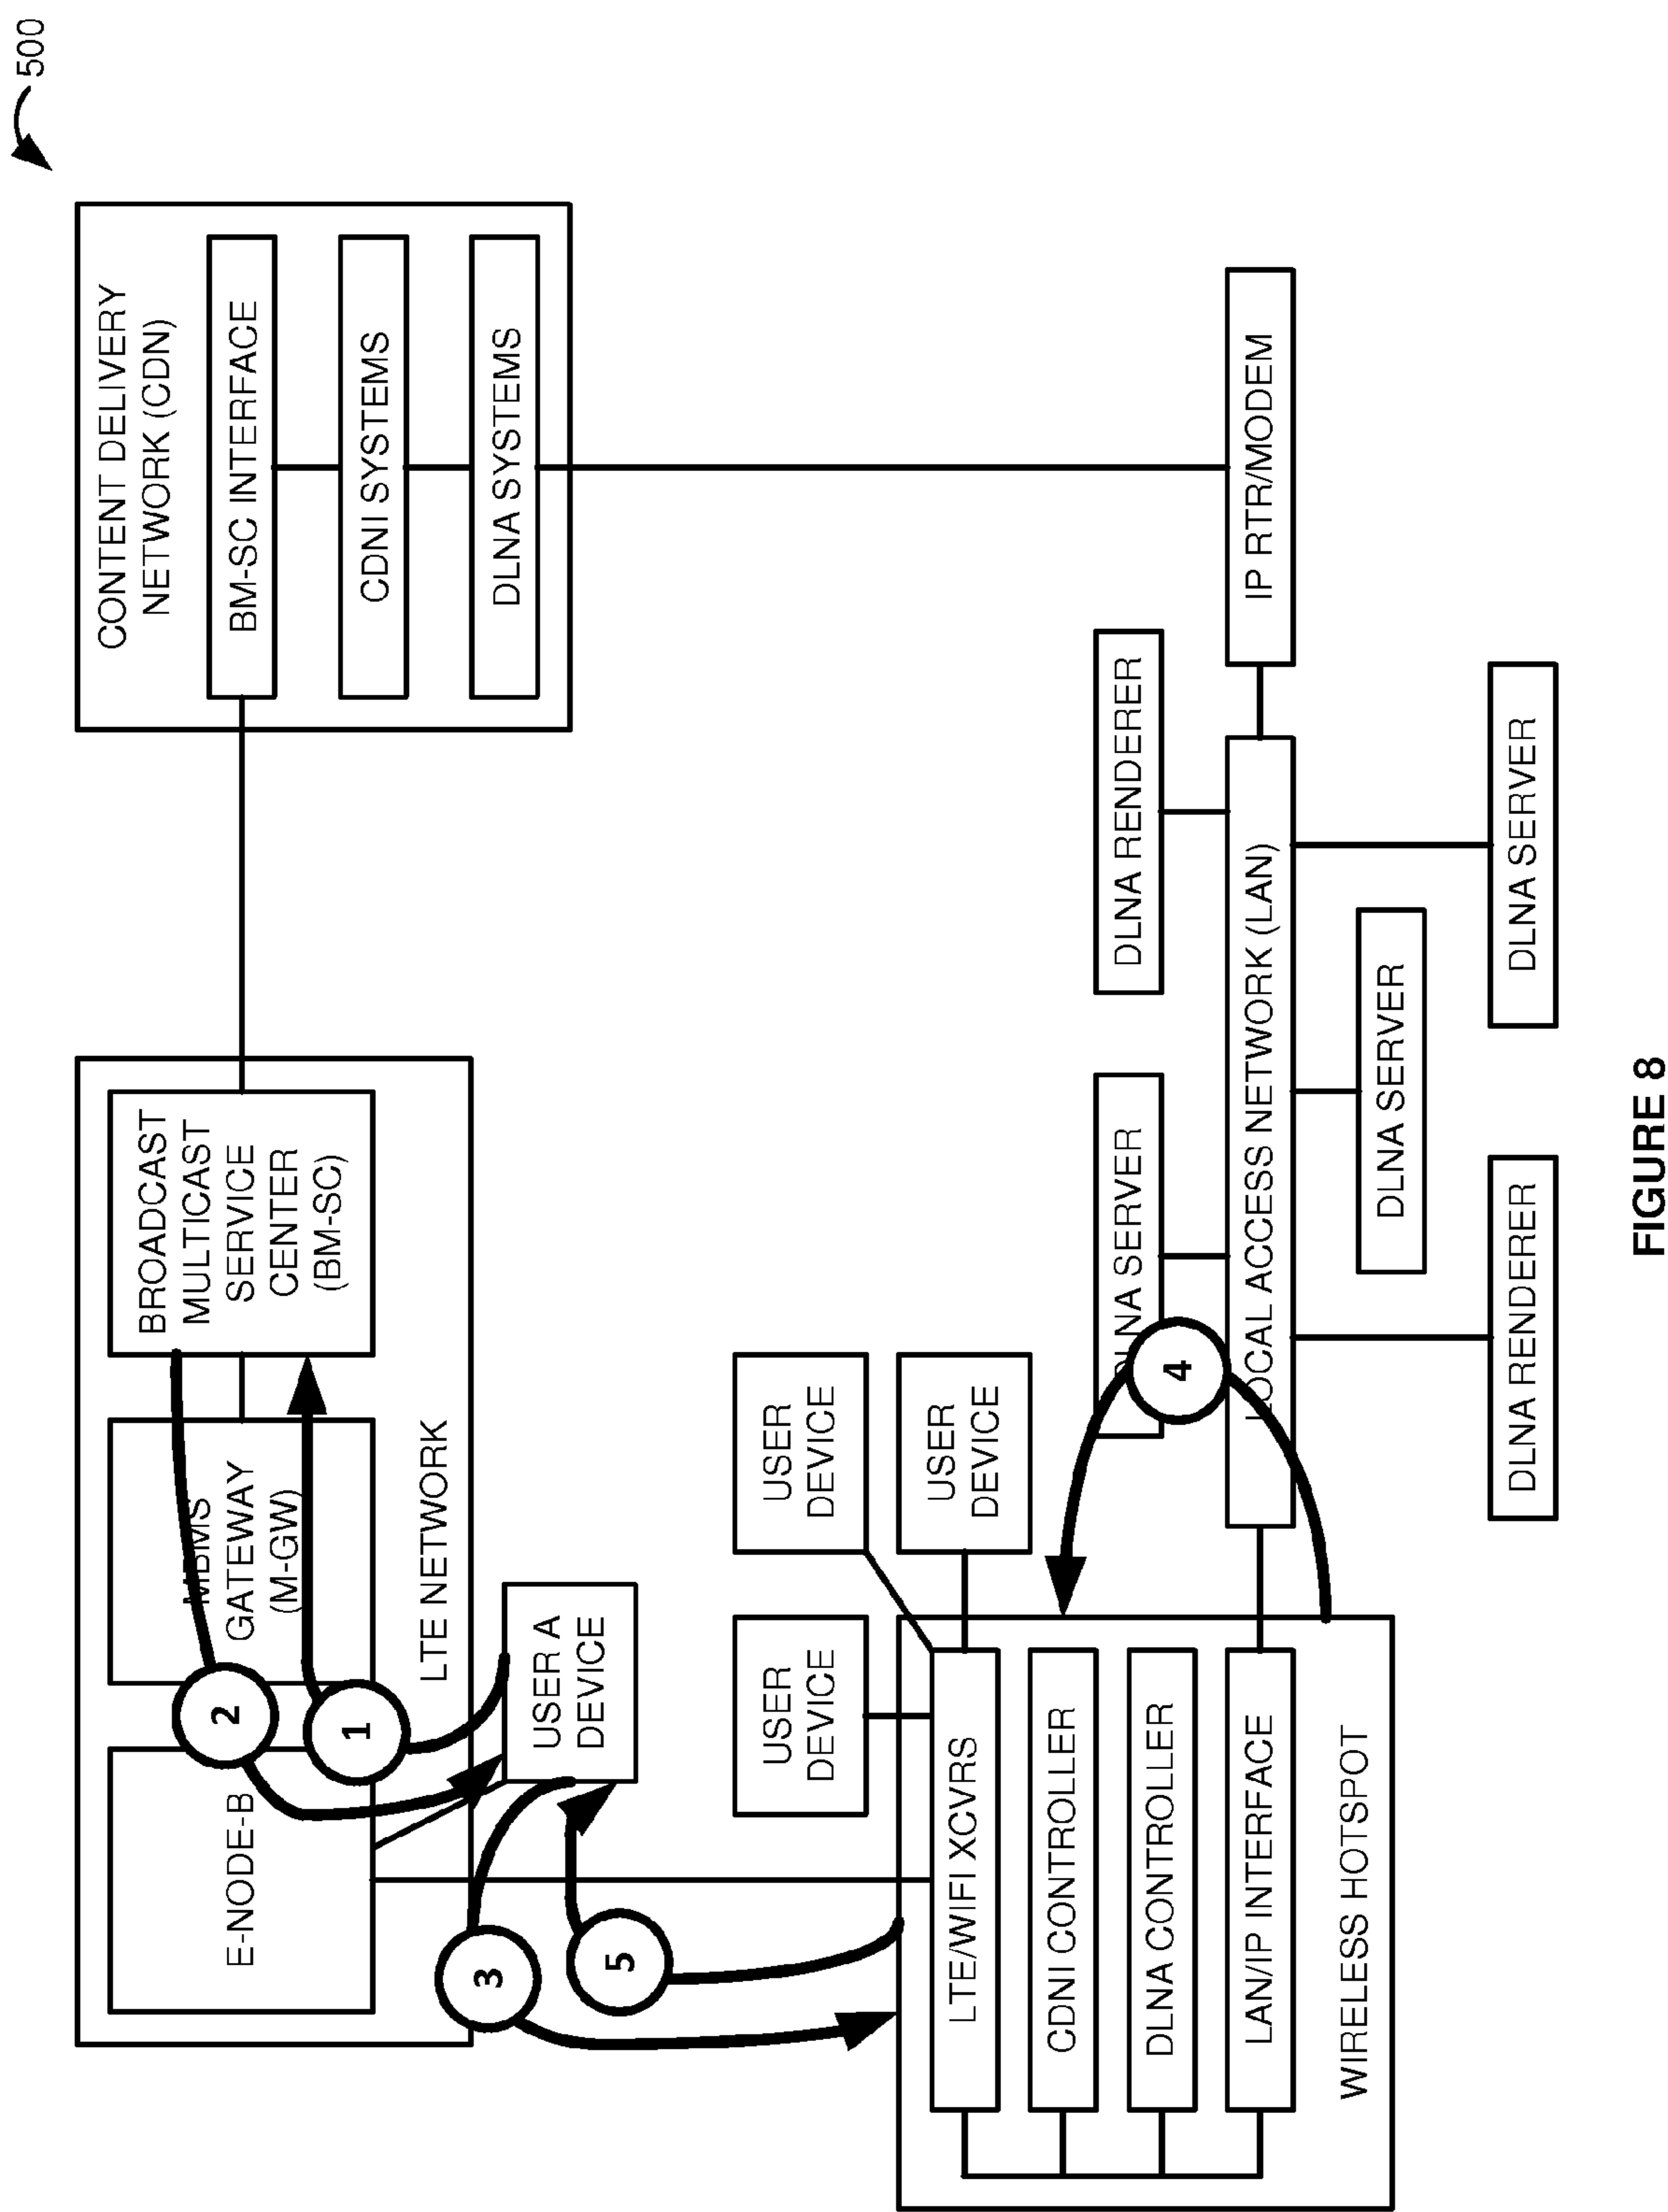 500
BROADCAST
MULTICAST
SERVICE
CENTER
(BM-SC)
MBMS
GATEWAY
(M-GW)
E-NODE-B
LTE NETWORK
CONTENT DELIVERY
NETWORK (CDN)
BM-SC INTERFACE
CDNI SYSTEMS
DLNA SYSTEMS
2
1
3
5
4
USER A
DEVICE
USER
DEVICE
USER
DEVICE
USER
DEVICE
LTE/WIFI XCVRS
CDNI CONTROLLER
DLNA CONTROLLER
LAN/IP INTERFACE
WIRELESS HOTSPOT
DLNA SERVER
DLNA RENDERER
LOCAL ACCESS NETWORK (LAN)
IP RTR/MODEM
DLNA SERVER
DLNA RENDERER
DLNA SERVER
FIGURE 8